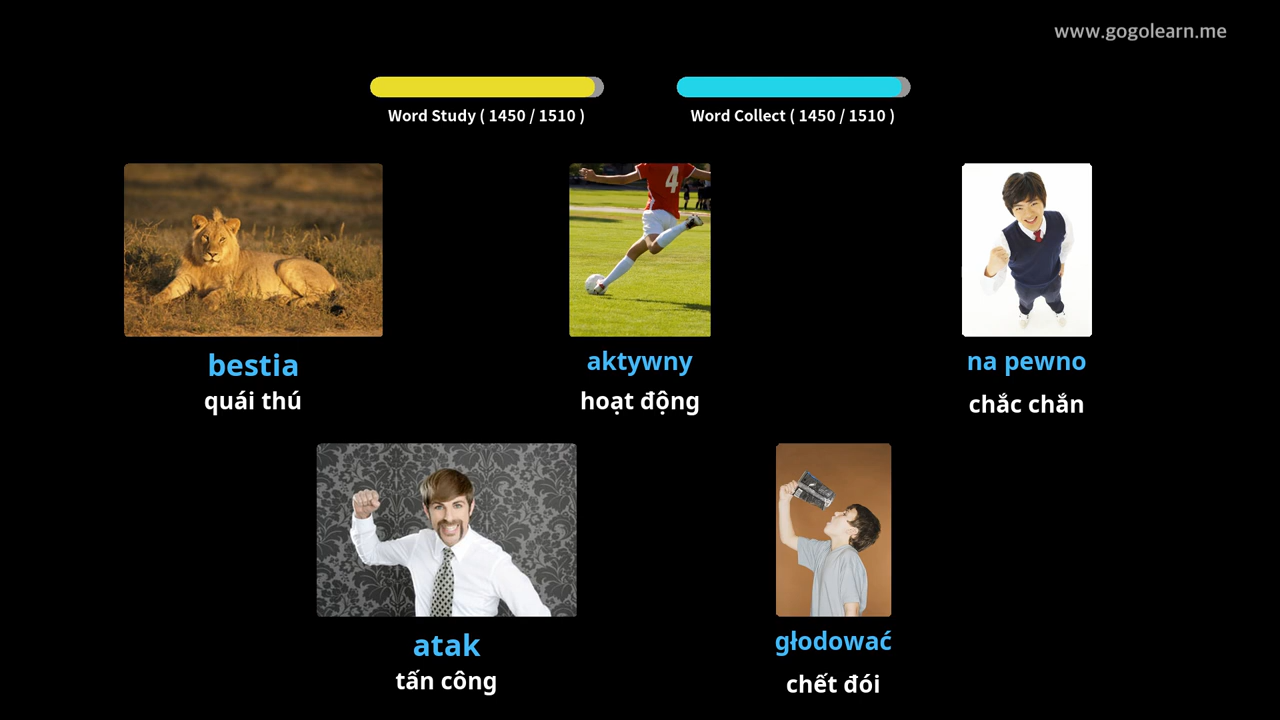 www.gogolearn.me
Word Study ( 1450 / 1510 )
Word Collect ( 1450 / 1510 )
4
bestia
quái thú
aktywny
hoạt động
na pewno
chắc chắn
atak
tấn công
głodować
chết đói